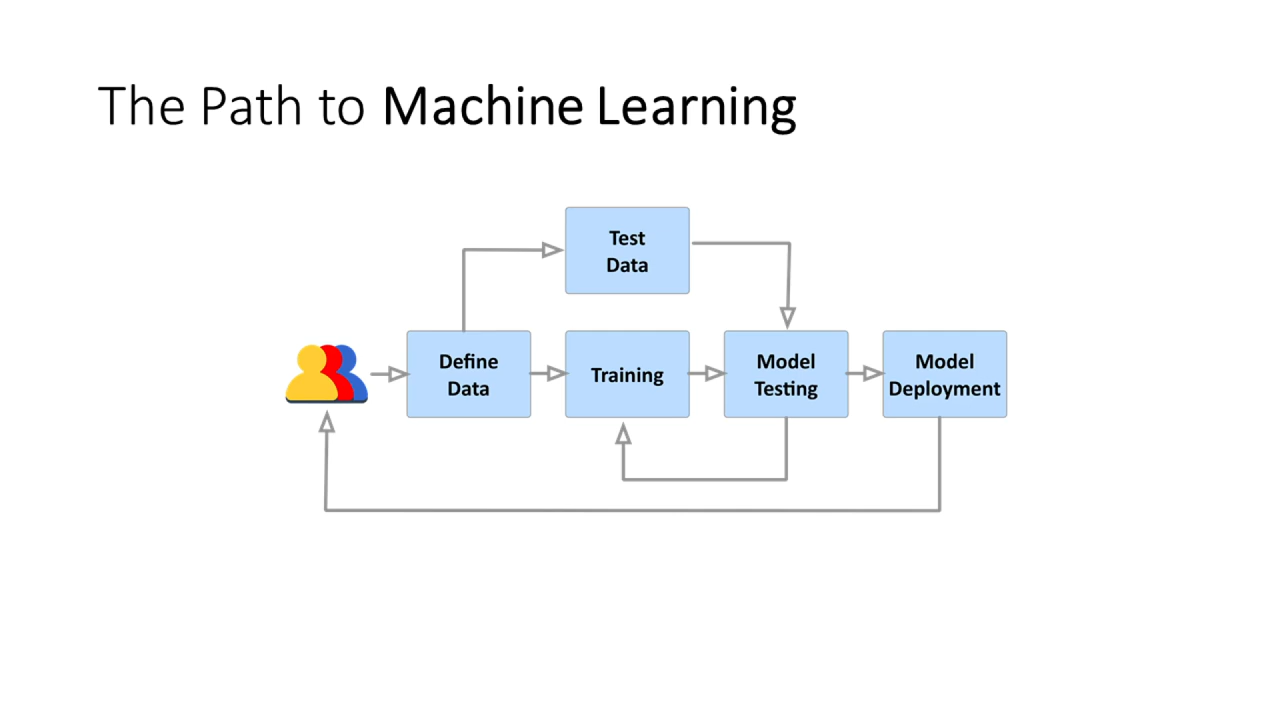 The Path to Machine Learning
Test
Data
Define
Data
Training
Model
Testing
Model
Deployment